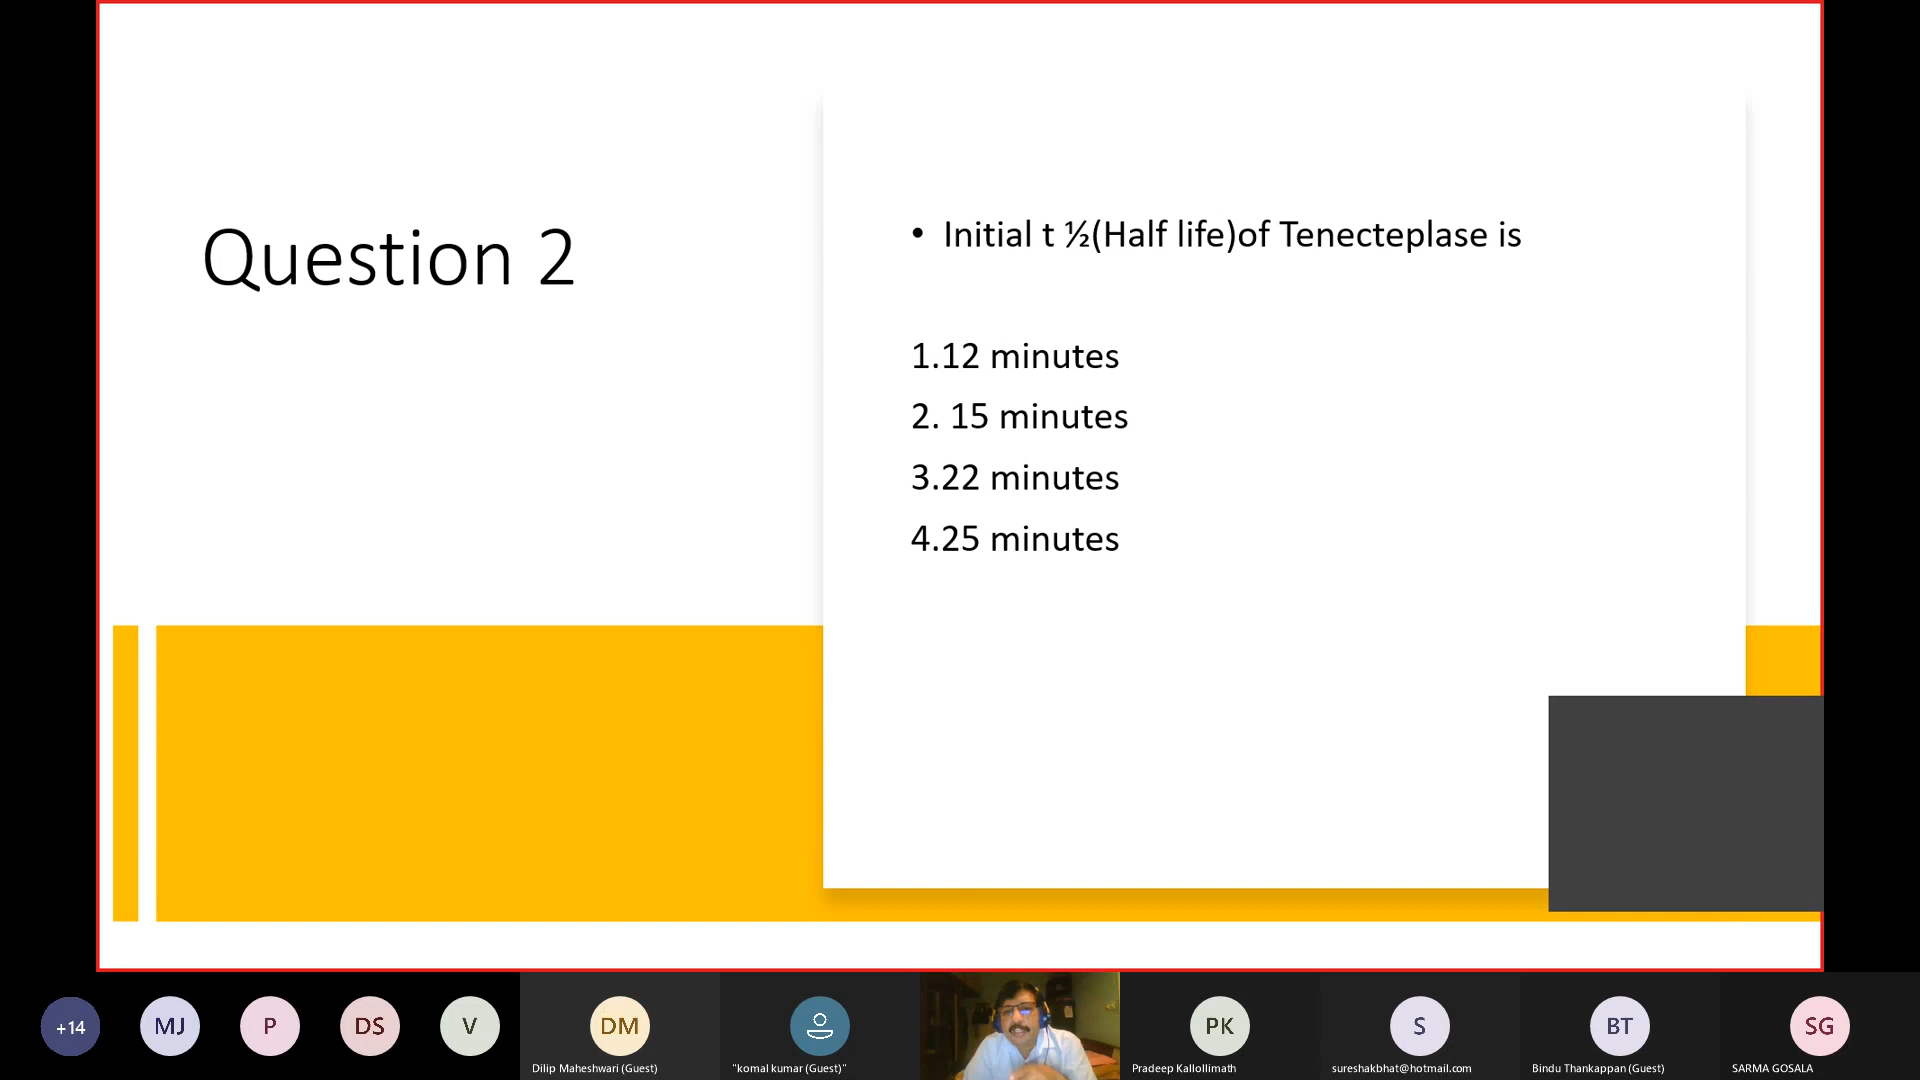 Question 2
• Initial t ½(Half life)of Tenecteplase is
1.12 minutes
2. 15 minutes
3.22 minutes
4.25 minutes
+14
MJ
P
DS
V
DM
Dilip Maheshwari (Guest)
"komal kumar (Guest)"
PK
Pradeep Kallollimath
S
sureshakbhat@hotmail.com
BT
Bindu Thankappan (Guest)
SG
SARMA GOSALA